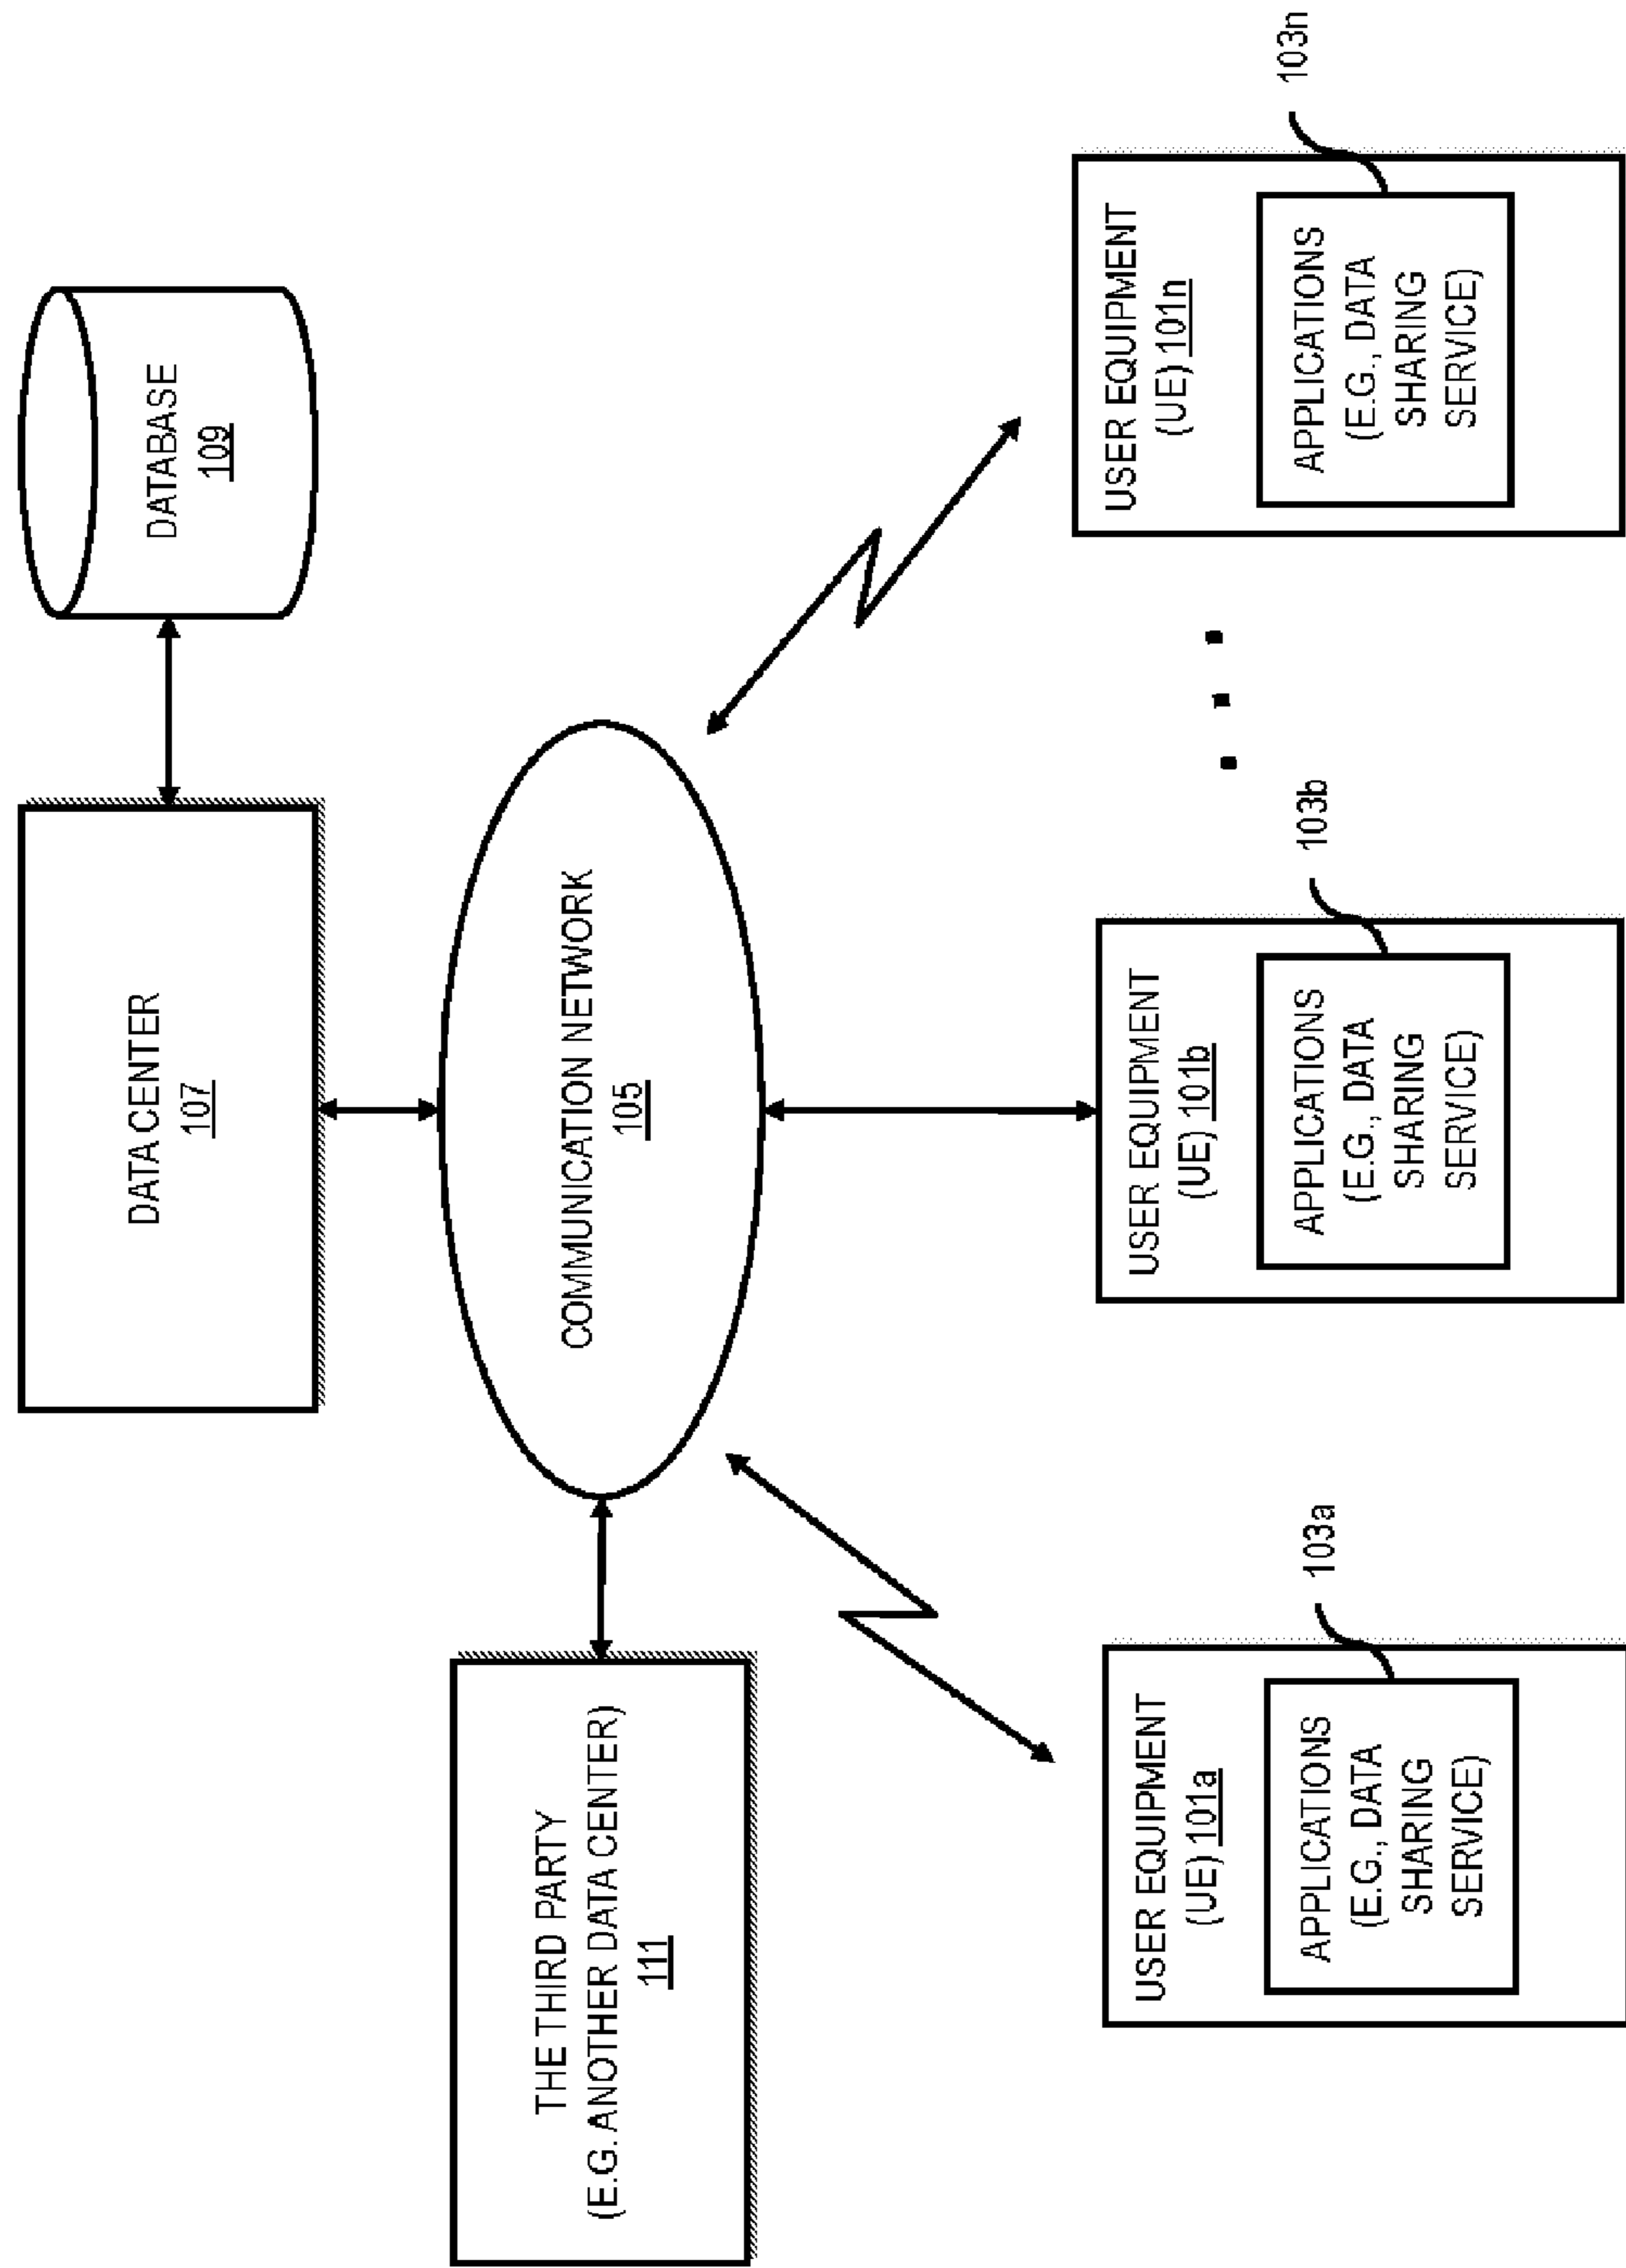 DATA CENTER
107
DATABASE
109
THE THIRD PARTY
(E.G. ANOTHER DATA CENTER)
111
COMMUNICATION NETWORK
105
USER EQUIPMENT
(UE) 101a
APPLICATIONS
(E.G., DATA
SHARING
SERVICE)
103a
USER EQUIPMENT
(UE) 101b
APPLICATIONS
(E.G., DATA
SHARING
SERVICE)
103b
USER EQUIPMENT
(UE) 101n
APPLICATIONS
(E.G., DATA
SHARING
SERVICE)
103n